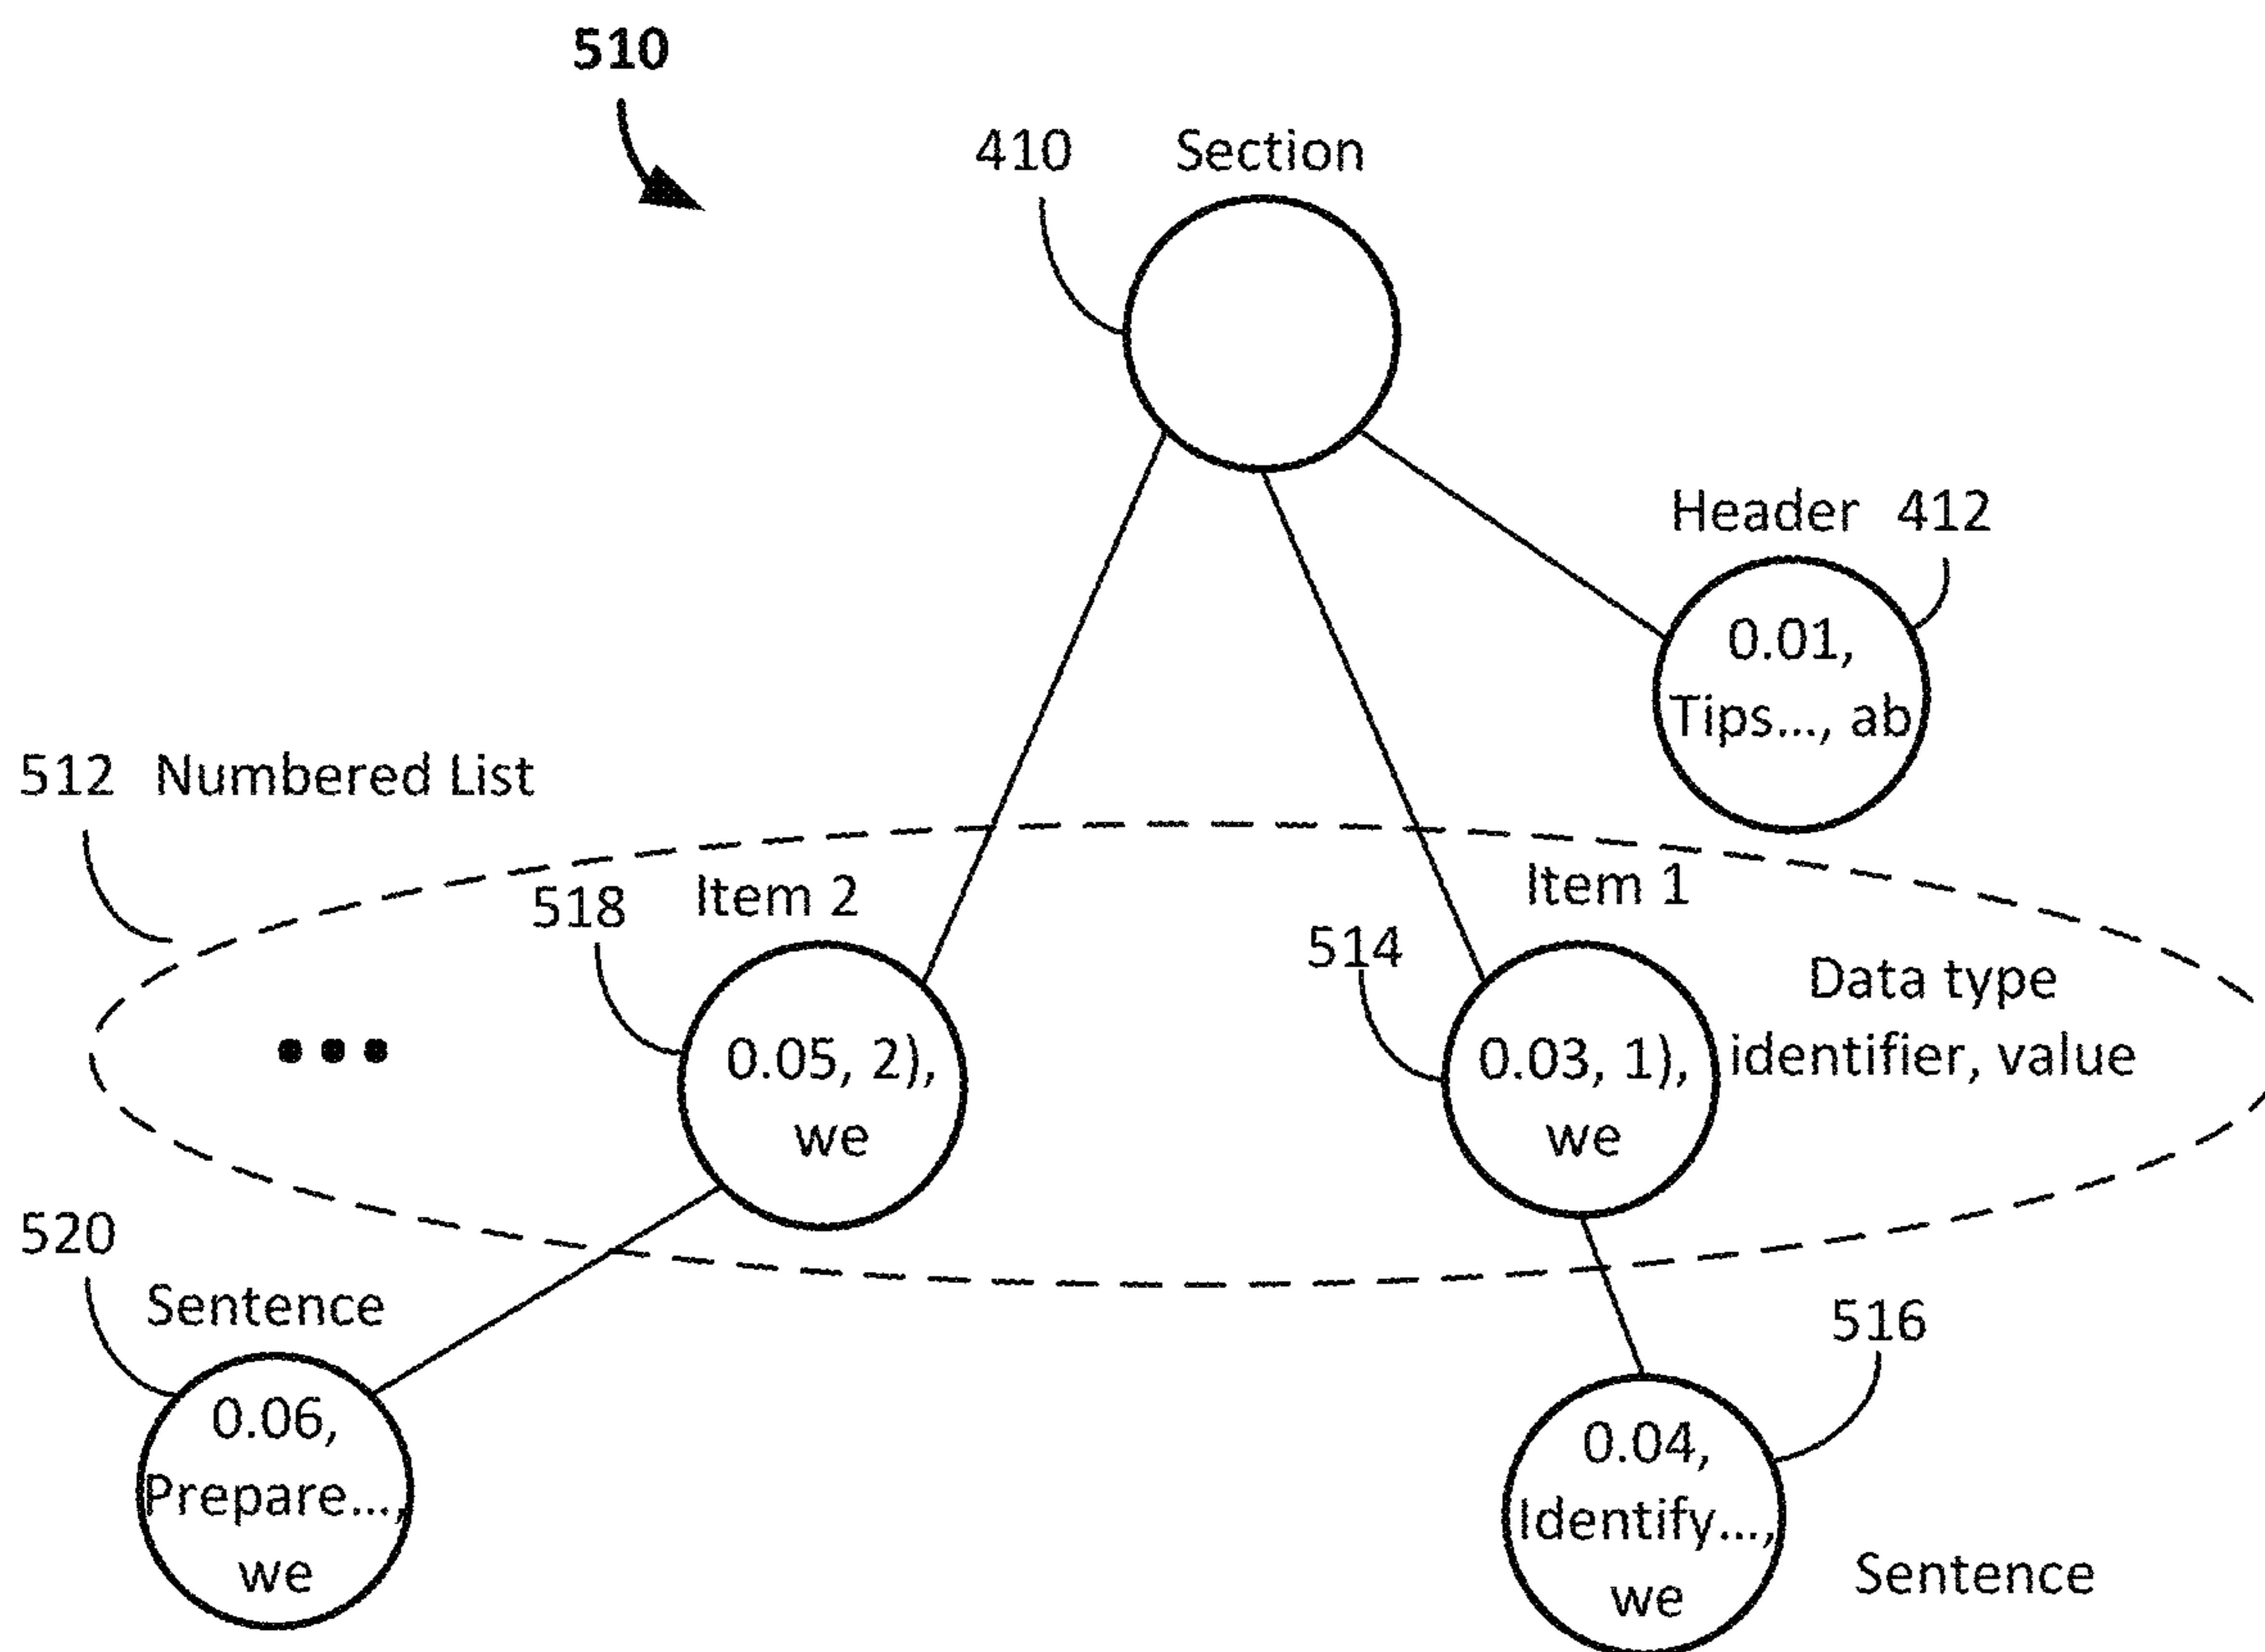 510
410 Section
Header 412
0.01,
Tips..., ab
512 Numbered List
518 Item 2
514 Item 1
0.05, 2),
we
0.03, 1),
we
Data type
identifier, value
520
Sentence
0.06,
Prepare...,
we
516
0.04,
Identify...,
we
Sentence